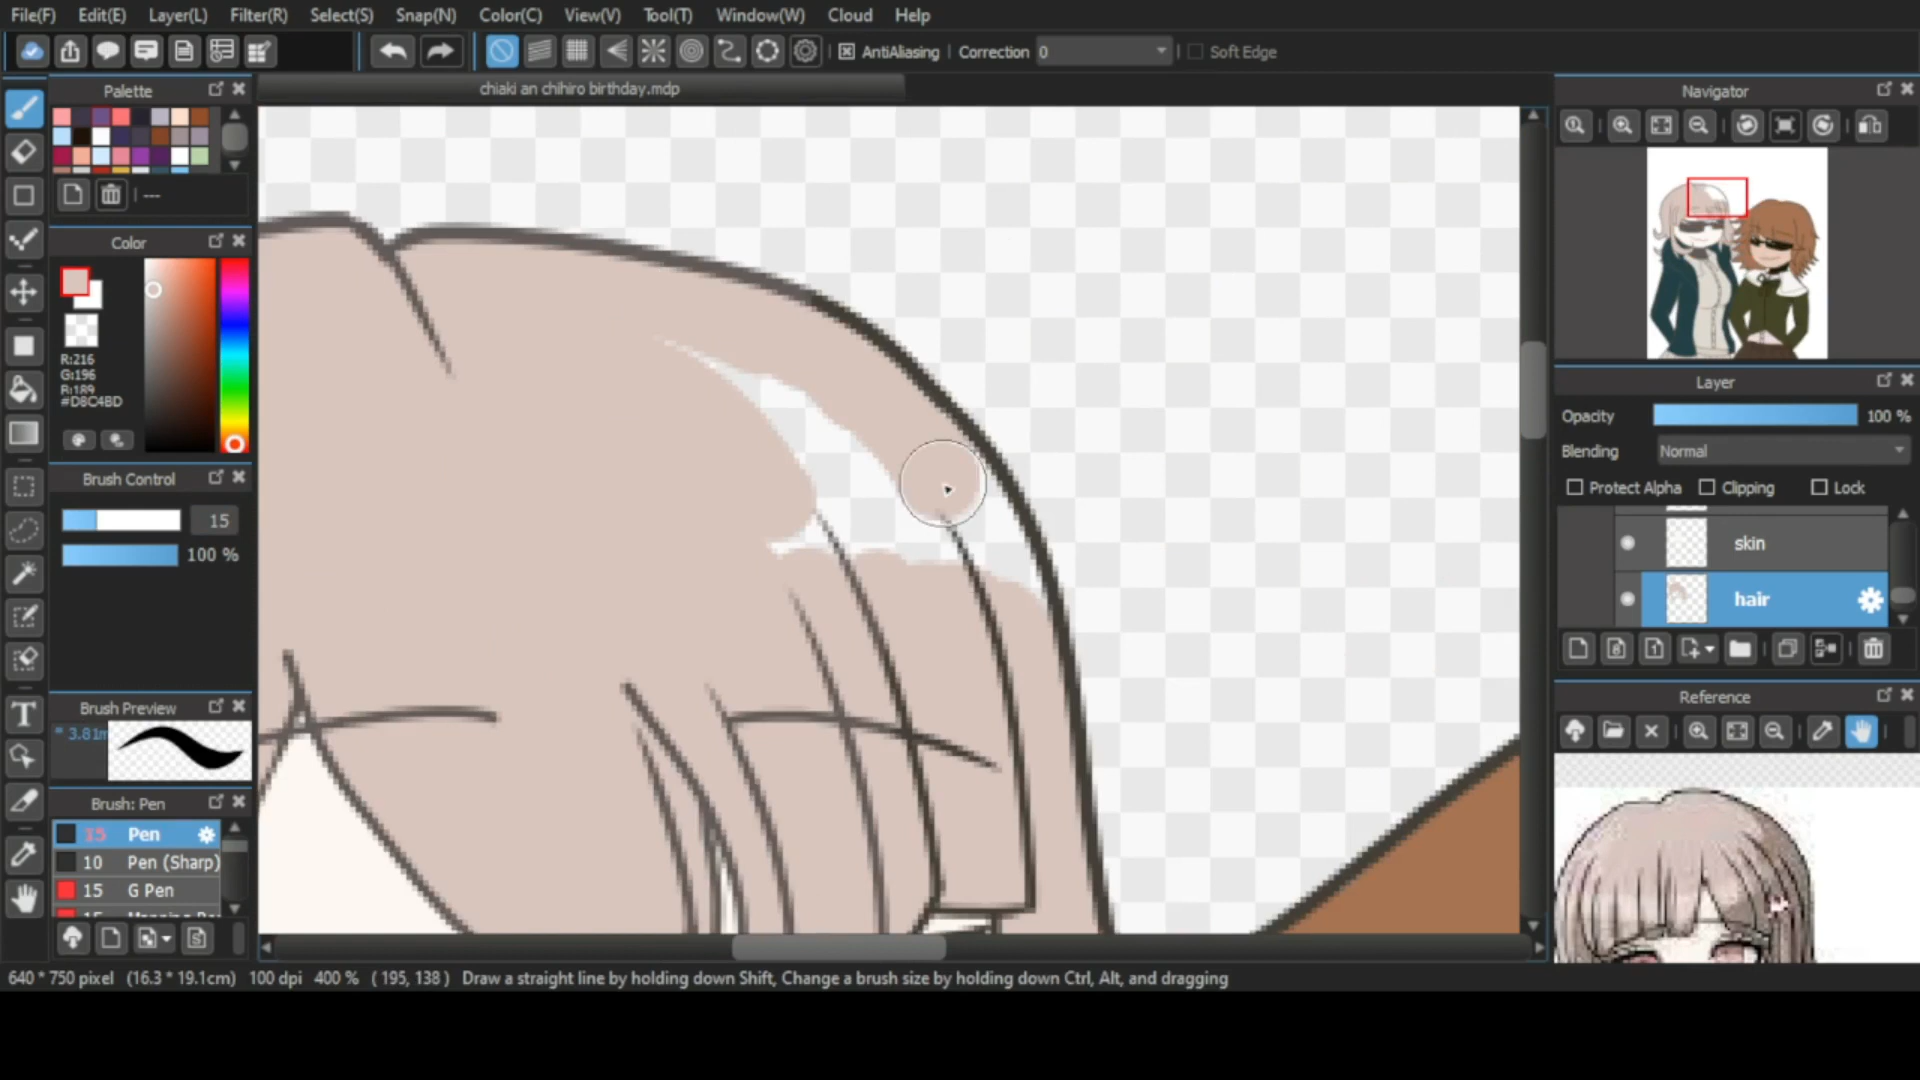 File(F) Edit(E) Layer(L) Filter(R) Select(S) Snap(N) Color(C) View(V) Tool(T) Window(W) Cloud Help
AntiAliasing Correction 0 Soft Edge
Palette
chiaki an chihiro birthday.mdp
Navigator
---
Color
R:216
G:196
B:189
#D8C4BD
Brush Control
15
100 %
Brush Preview
* 3.81m
Brush: Pen
15 Pen
10 Pen (Sharp)
15 G Pen
Layer
Opacity 100 %
Blending Normal
Protect Alpha Clipping Lock
skin
hair
Reference
640 * 750 pixel (16.3 * 19.1cm) 100 dpi 400 % ( 195, 138 ) Draw a straight line by holding down Shift, Change a brush size by holding down Ctrl, Alt, and dragging